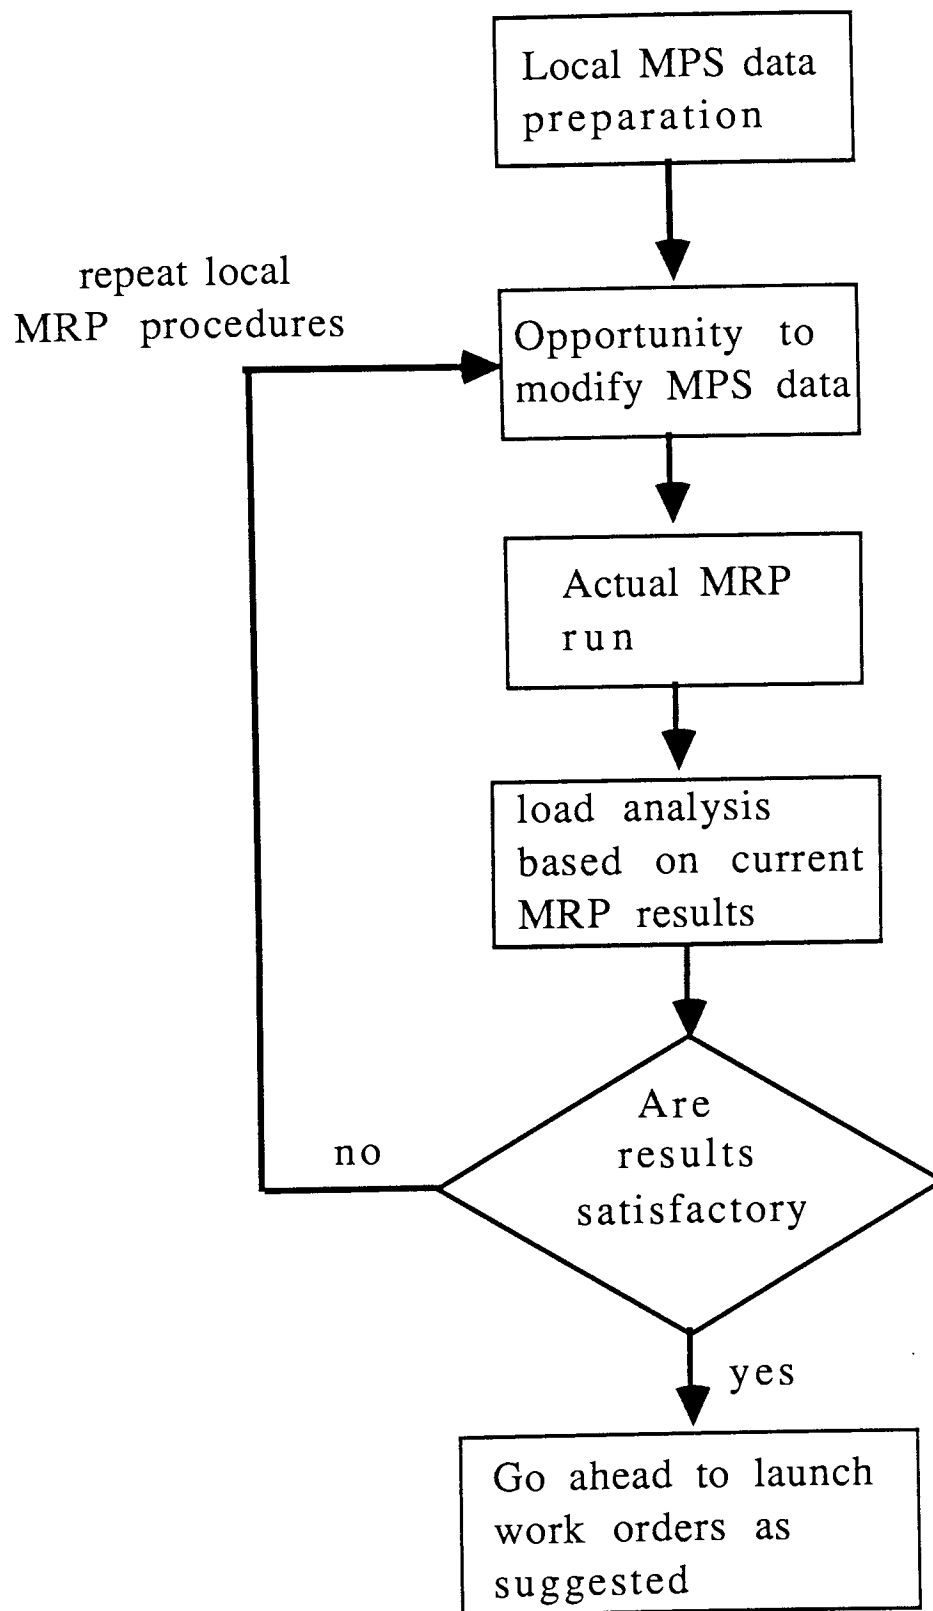 Local MPS data
preparation
repeat local
MRP procedures
Opportunity to
modify MPS data
Actual MRP
run
load analysis
based on current
MRP results
Are
results
satisfactory
no
yes
Go ahead to launch
work orders as
suggested